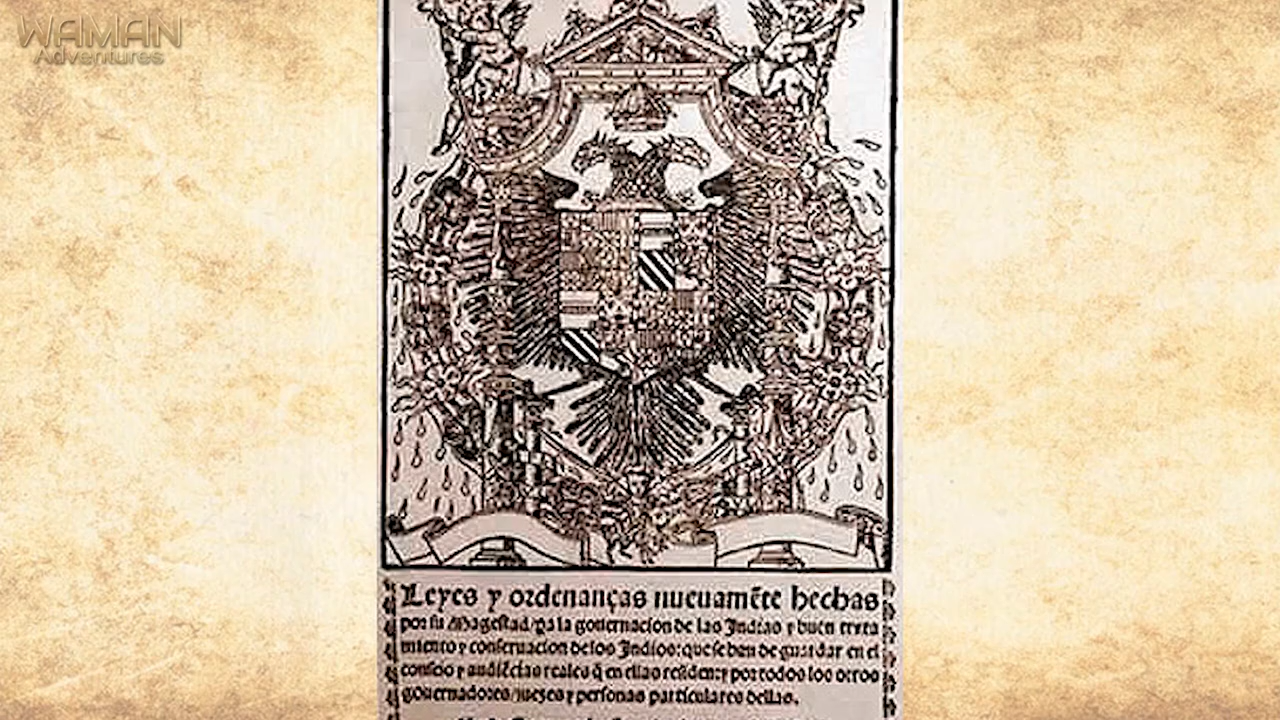 WAMAN
Adventures
Leyes y ordenanças nueuamẽte hechas
por su Magestad / pa la gouernacion de las Indias y buen trata
miento y conseruacion de los Indios: que se han de guardar en el
consejo y audiẽcias reales q̃ en ellas residen: y por todos los otros
gouernadores / juezes y personas particulares dellas.